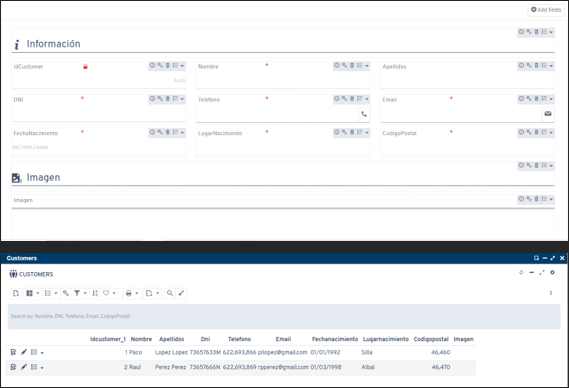 Add fields
Información
idCustomer * Nombre * Apellidos
Auto
DNI * Telefono * Email *
FechaNacimiento * LugarNacimiento * CodigoPostal *
dd/mm/aaaa
Imagen
Imagen
Customers
CUSTOMERS
1
Search by: Nombre, DNI, Telefono, Email, CodigoPostal
Idcustomer_1 Nombre Apellidos Dni Telefono Email Fechanacimiento Lugarnacimiento Codigopostal Imagen
1 Paco Lopez Lopez 73657633M 622,693,866 pllopez@gmail.com 01/01/1992 Silla 46,460
2 Raul Perez Perez 73657666N 622,693,869 rpperez@gmail.com 01/03/1998 Albal 46,470